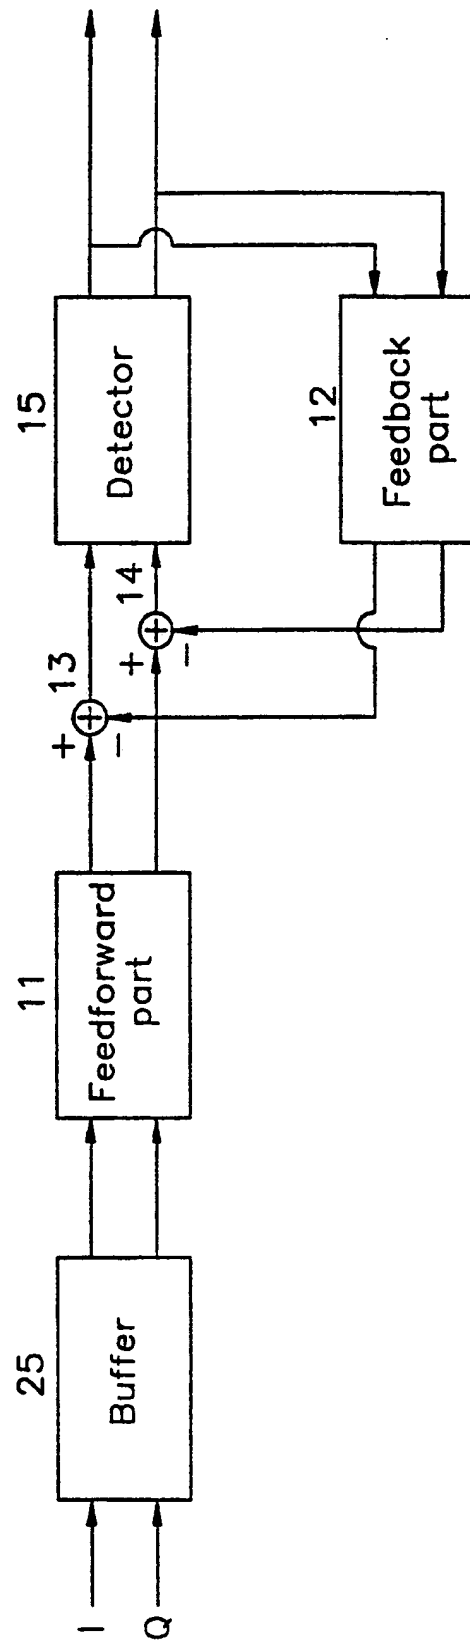 I
Q
25
Buffer
11
Feedforward
part
+
−
13
+
−
14
15
Detector
12
Feedback
part